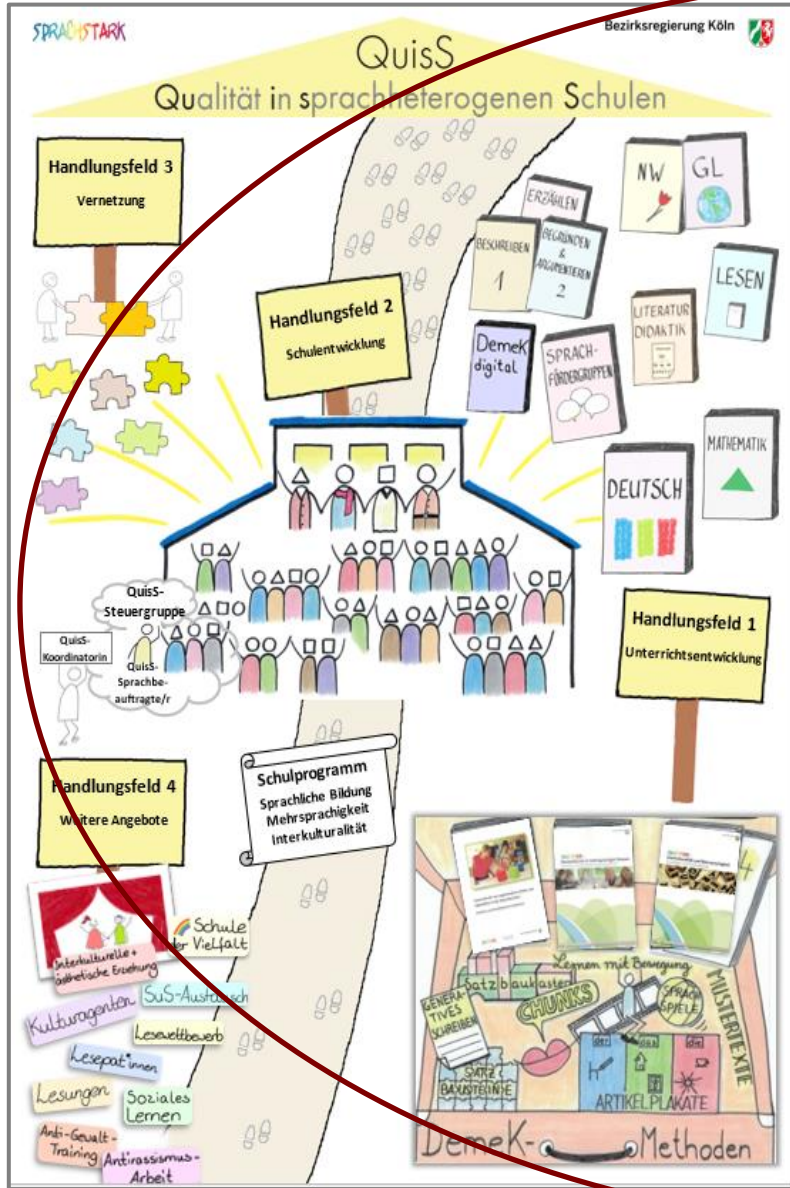 SPRACHSTARK
Bezirksregierung Köln
QuisS
Qualität in sprachheterogenen Schulen
Handlungsfeld 3
Vernetzung
Handlungsfeld 2
Schulentwicklung
ERZÄHLEN
BESCHREIBEN
1
BEGRÜNDEN
&
ARGUMENTIEREN
2
NW
GL
LESEN
LITERATUR
DIDAKTIK
DemeK
digital
SPRACH-
FÖRDERGRUPPEN
MATHEMATIK
DEUTSCH
QuisS-
Steuergruppe
QuisS-
Koordinatorin
QuisS-
Sprachbe-
auftragte/r
Handlungsfeld 1
Unterrichtsentwicklung
Handlungsfeld 4
Weitere Angebote
Schulprogramm
Sprachliche Bildung
Mehrsprachigkeit
Interkulturalität
Schule
der Vielfalt
Interkulturelle +
ästhetische Erziehung
SuS-Austausch
Kulturagenten
Lesewettbewerb
Lesepat*innen
Lesungen
Soziales
Lernen
Anti-Gewalt-
Training
Antirassismus-
Arbeit
4
Lernen mit Bewegung
Satzbaukasten
GENERA-
TIVES
SCHREIBEN
CHUNKS
SPRACH
SPIELE
MUSTERTEXTE
SATZ
BAUSTEINE
der
das
die
ARTIKELPLAKATE
DemeK-Methoden